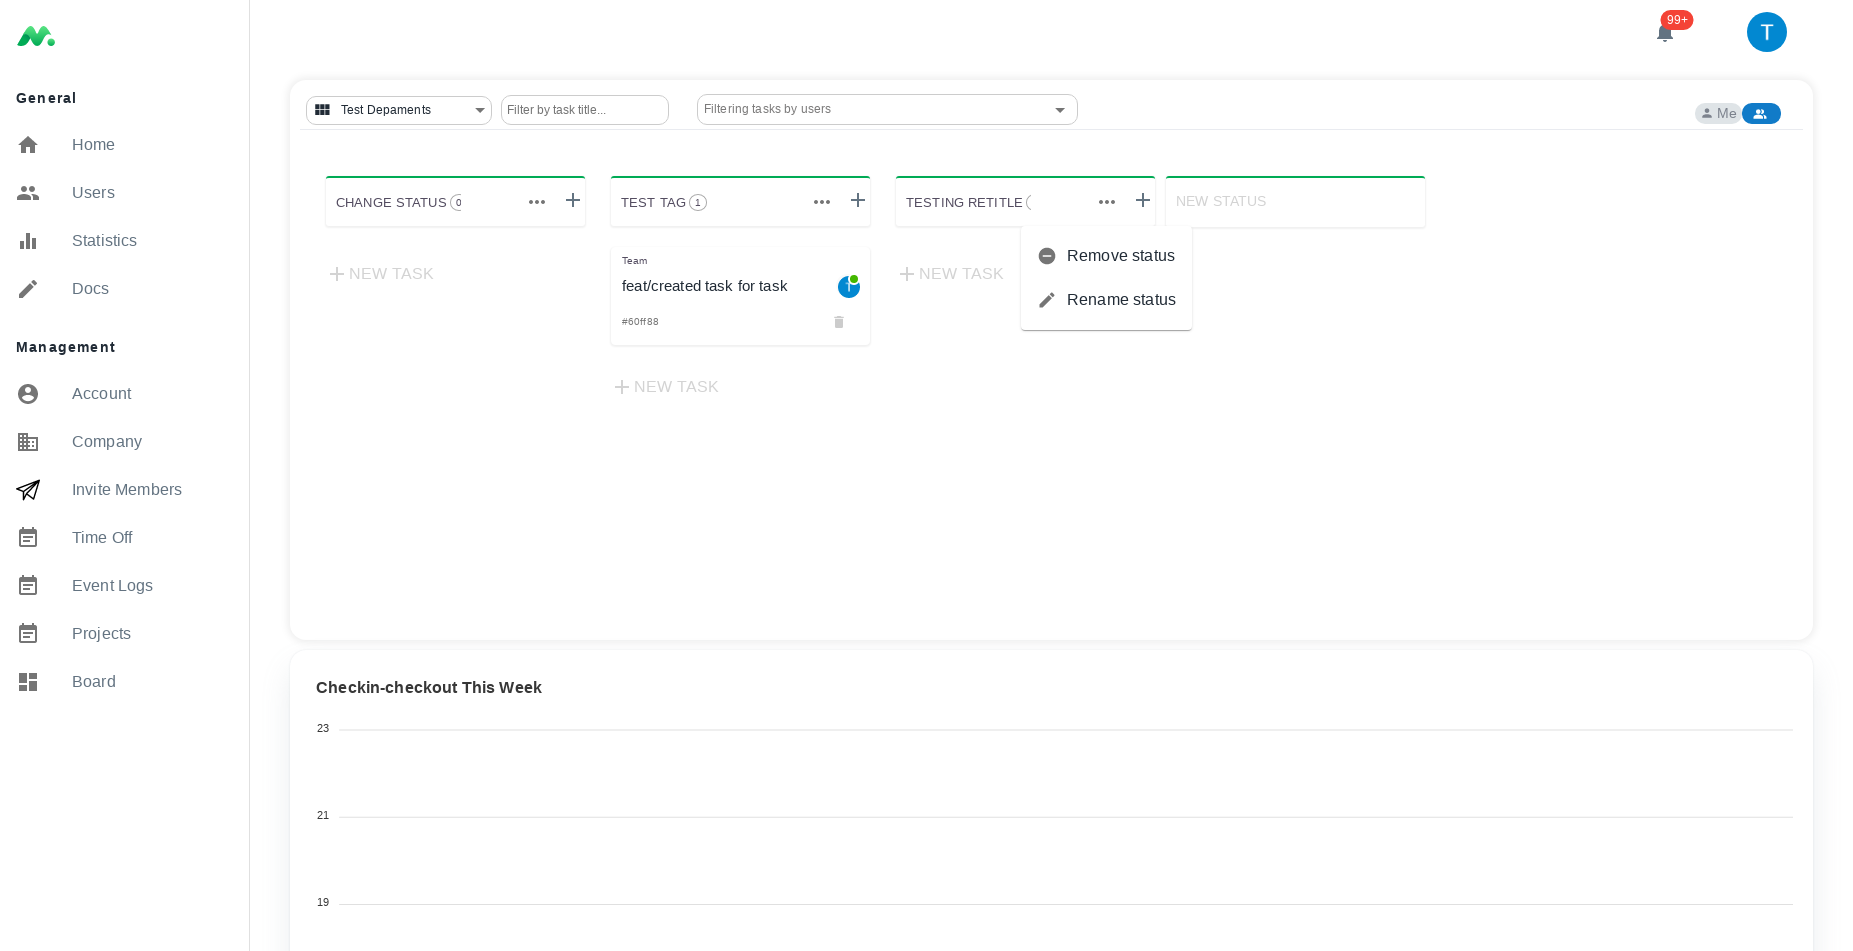 99+
T
General
Home
Users
Statistics
Docs
Management
Account
Company
Invite Members
Time Off
Event Logs
Projects
Board
Test Depaments
Filter by task title...
Filtering tasks by users
Me
CHANGE STATUS 0
NEW TASK
TEST TAG 1
Team
feat/created task for task
T
#60ff88
NEW TASK
TESTING RETITLE
NEW TASK
NEW STATUS
Remove status
Rename status
Checkin-checkout This Week
23
21
19